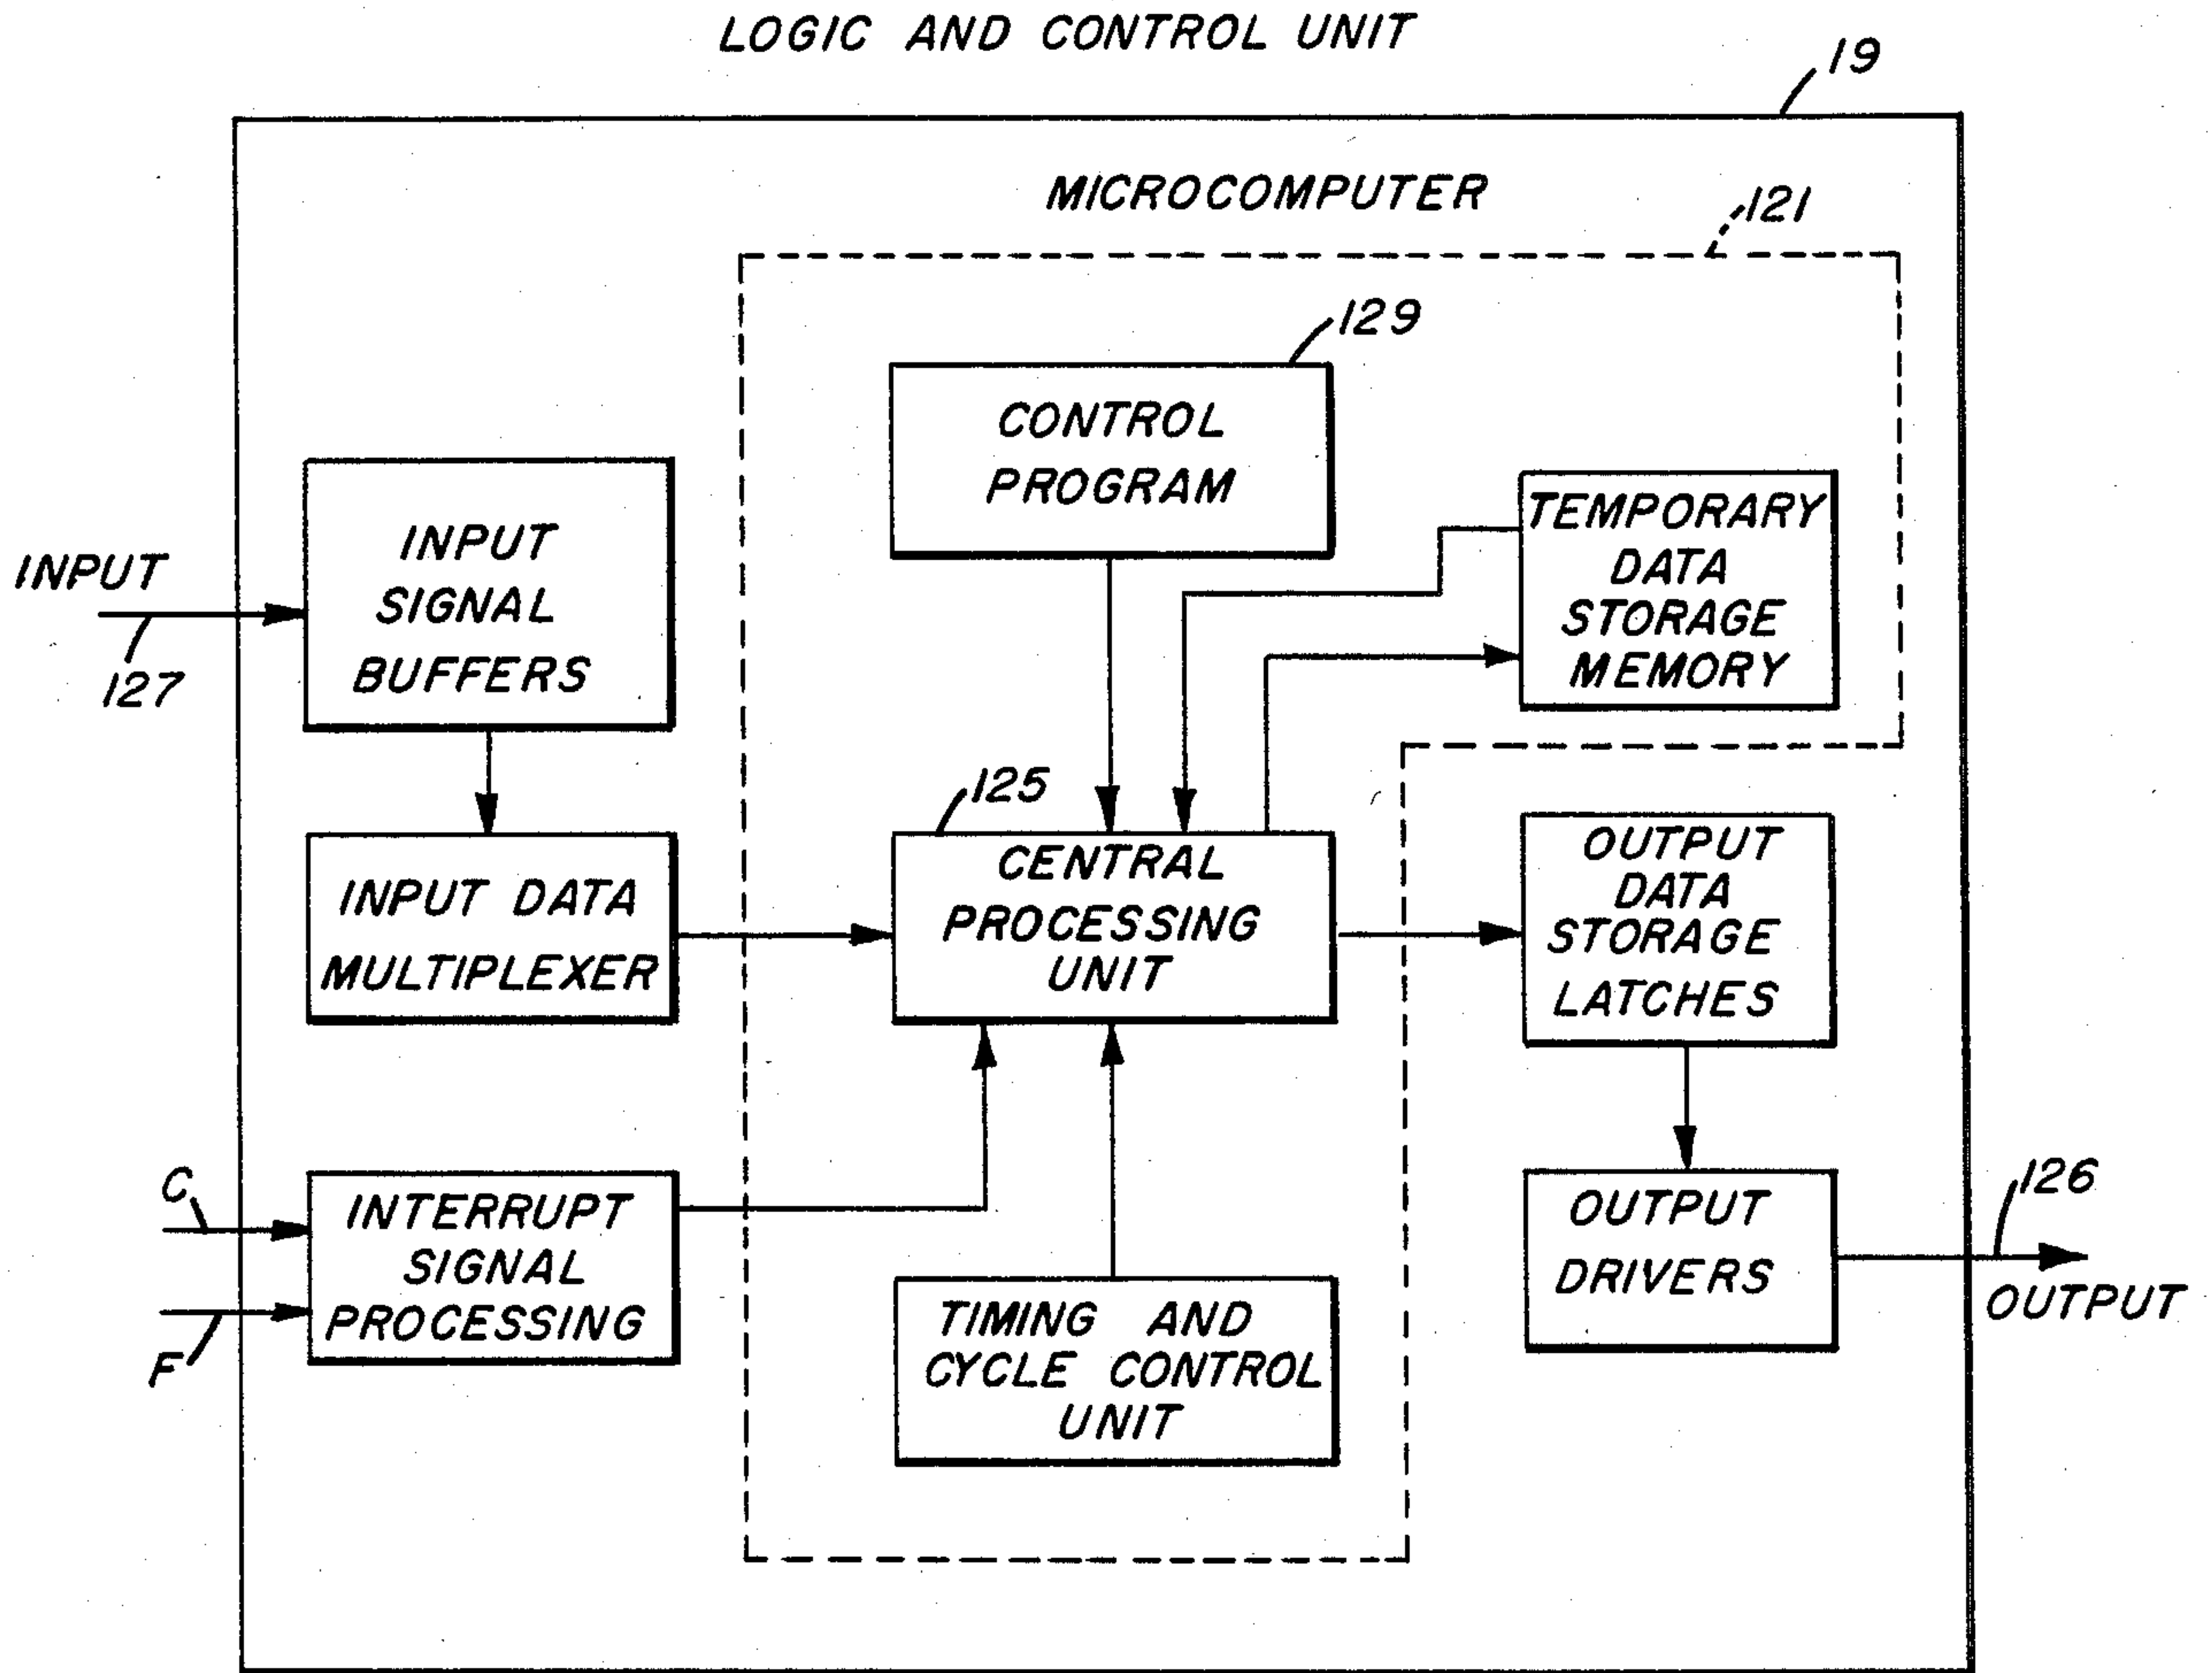 LOGIC AND CONTROL UNIT
19
MICROCOMPUTER
121
129
CONTROL
PROGRAM
INPUT
SIGNAL
BUFFERS
INPUT
127
TEMPORARY
DATA
STORAGE
MEMORY
125
CENTRAL
PROCESSING
UNIT
INPUT DATA
MULTIPLEXER
OUTPUT
DATA
STORAGE
LATCHES
C
F
INTERRUPT
SIGNAL
PROCESSING
TIMING AND
CYCLE CONTROL
UNIT
OUTPUT
DRIVERS
126
OUTPUT